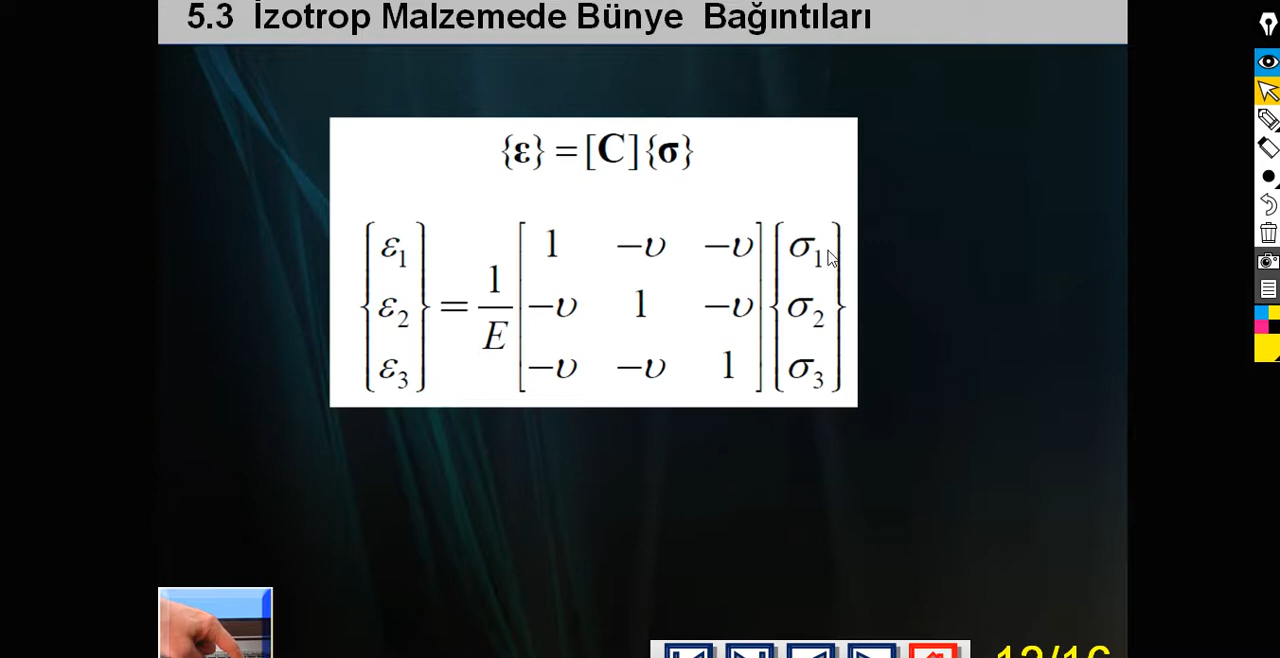 5.3 İzotrop Malzemede Bünye Bağıntıları
{ε} = [C]{σ}
{ε1 ε2 ε3} = 1/E [1 −υ −υ; −υ 1 −υ; −υ −υ 1] {σ1 σ2 σ3}